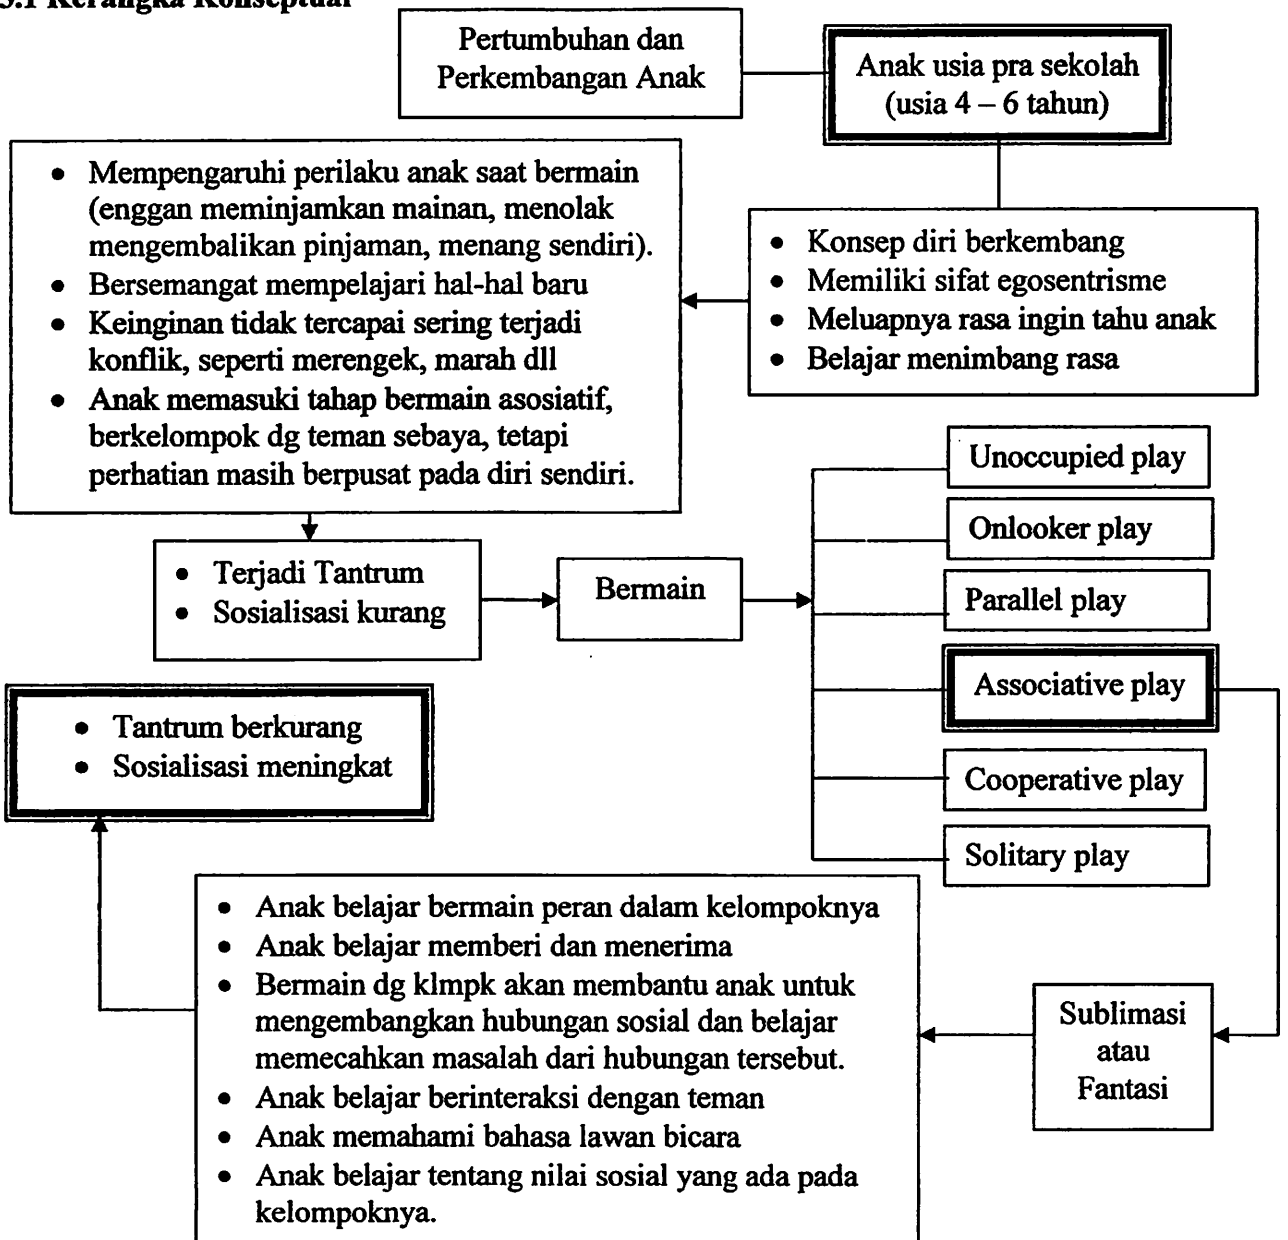 3.1 Kerangka Konseptual
Pertumbuhan dan
Perkembangan Anak
Anak usia pra sekolah
(usia 4 – 6 tahun)
• Konsep diri berkembang
• Memiliki sifat egosentrisme
• Meluapnya rasa ingin tahu anak
• Belajar menimbang rasa
• Mempengaruhi perilaku anak saat bermain
(enggan meminjamkan mainan, menolak
mengembalikan pinjaman, menang sendiri).
• Bersemangat mempelajari hal-hal baru
• Keinginan tidak tercapai sering terjadi
konflik, seperti merengek, marah dll
• Anak memasuki tahap bermain asosiatif,
berkelompok dg teman sebaya, tetapi
perhatian masih berpusat pada diri sendiri.
• Terjadi Tantrum
• Sosialisasi kurang
Bermain
Unoccupied play
Onlooker play
Parallel play
Associative play
Cooperative play
Solitary play
Sublimasi
atau
Fantasi
• Anak belajar bermain peran dalam kelompoknya
• Anak belajar memberi dan menerima
• Bermain dg klmpk akan membantu anak untuk
mengembangkan hubungan sosial dan belajar
memecahkan masalah dari hubungan tersebut.
• Anak belajar berinteraksi dengan teman
• Anak memahami bahasa lawan bicara
• Anak belajar tentang nilai sosial yang ada pada
kelompoknya.
• Tantrum berkurang
• Sosialisasi meningkat